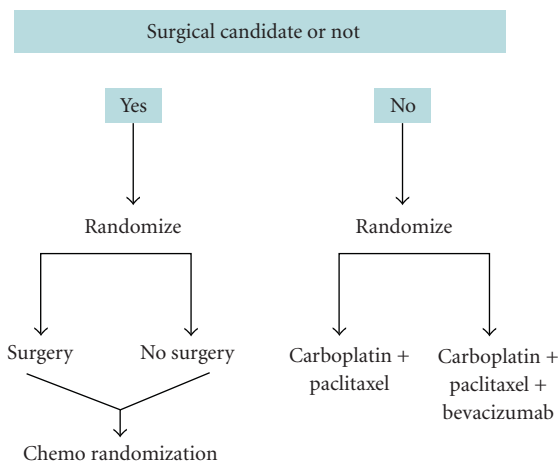 Surgical candidate or not
Yes
No
Randomize
Randomize
Surgery
No surgery
Carboplatin +
paclitaxel
Carboplatin +
paclitaxel +
bevacizumab
Chemo randomization